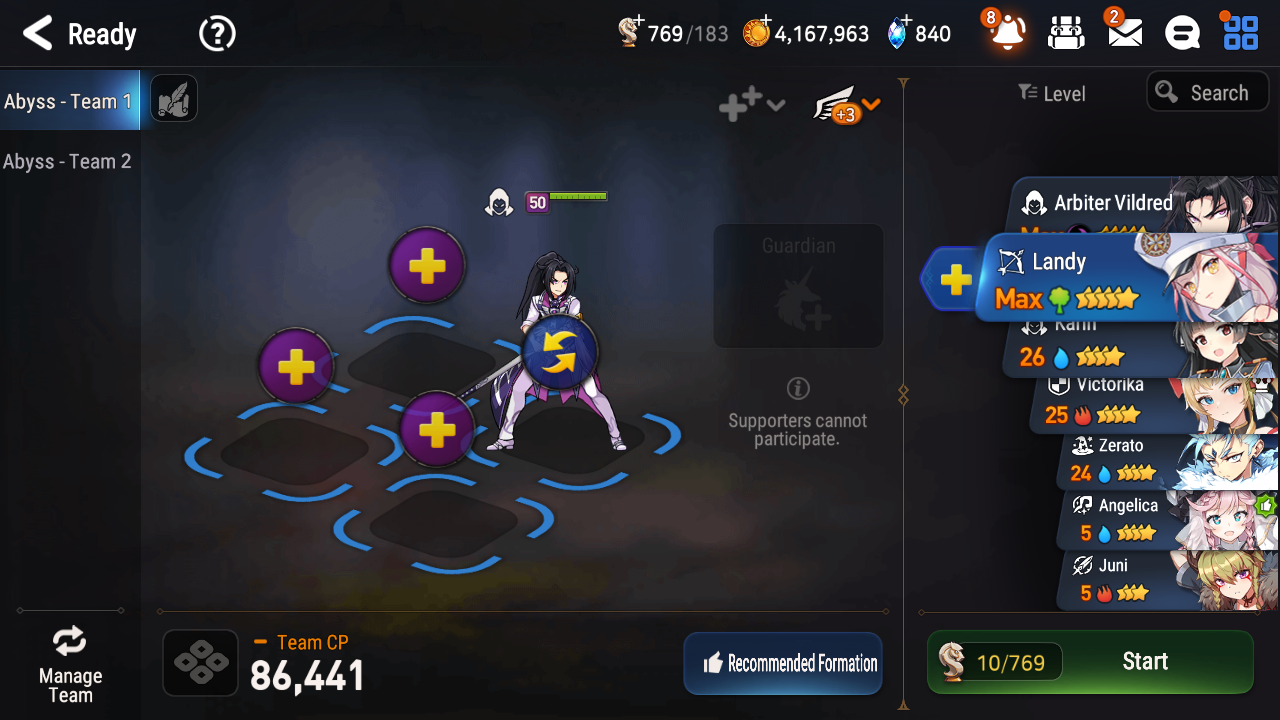 Ready
?
769/183
4,167,963
840
8
2
Abyss - Team 1
Abyss - Team 2
+3
Level
Search
50
Guardian
Supporters cannot
participate.
Arbiter Vildred
Max
Landy
Max
Karin
26
Victorika
25
Zerato
24
Angelica
5
Juni
5
Manage
Team
Team CP
86,441
Recommended Formation
10/769
Start